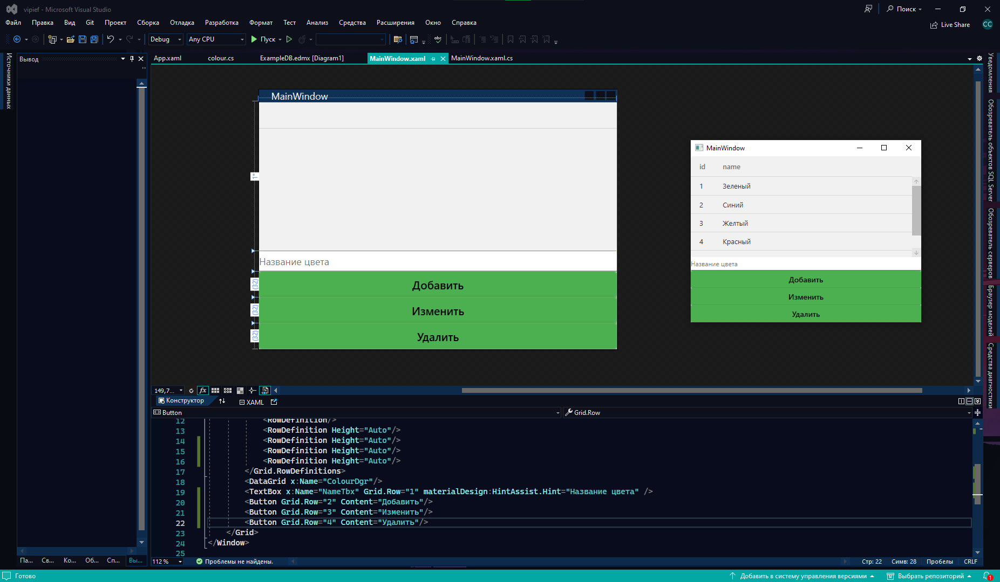 vipief - Microsoft Visual Studio
Поиск
Файл Правка Вид Git Проект Сборка Отладка Разработка Формат Тест Анализ Средства Расширения Окно Справка
Live Share
CC
Debug Any CPU Пуск
abc
Источники данных
Вывод
App.xaml colour.cs ExampleDB.edmx [Diagram1] MainWindow.xaml MainWindow.xaml.cs
MainWindow
1*
Название цвета
(32) Добавить
(32) Изменить
(32) Удалить
MainWindow
id name
1 Зеленый
2 Синий
3 Желтый
4 Красный
Название цвета
Добавить
Изменить
Удалить
Уведомления
Обозреватель объектов SQL Server
Обозреватель серверов
Браузер моделей
Средства диагностики
149,7... fx
Конструктор XAML
Button Grid.Row
12 <RowDefinition/>
13 <RowDefinition Height="Auto"/>
14 <RowDefinition Height="Auto"/>
15 <RowDefinition Height="Auto"/>
16 <RowDefinition Height="Auto"/>
17 </Grid.RowDefinitions>
18 <DataGrid x:Name="ColourDgr"/>
19 <TextBox x:Name="NameTbx" Grid.Row="1" materialDesign:HintAssist.Hint="Название цвета" />
20 <Button Grid.Row="2" Content="Добавить"/>
21 <Button Grid.Row="3" Content="Изменить"/>
22 <Button Grid.Row="4" Content="Удалить"/>
23 </Grid>
24 </Window>
25
Па... Св... Ко... Об... Сп... Вы...
112 % Проблемы не найдены. Стр: 22 Симв: 28 Пробелы CRLF
Готово Добавить в систему управления версиями Выбрать репозиторий 1